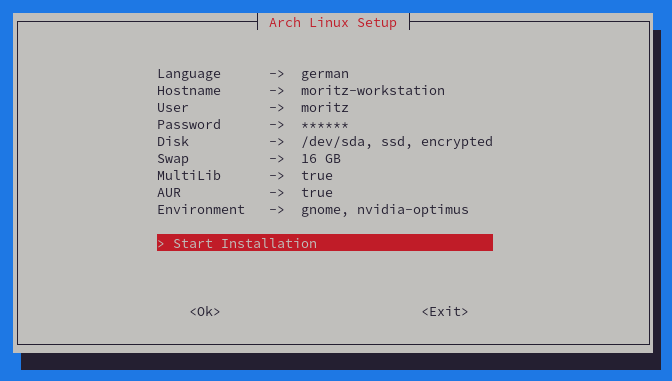 Arch Linux Setup
Language -> german
Hostname -> moritz-workstation
User -> moritz
Password -> ******
Disk -> /dev/sda, ssd, encrypted
Swap -> 16 GB
MultiLib -> true
AUR -> true
Environment -> gnome, nvidia-optimus
> Start Installation
<Ok> <Exit>